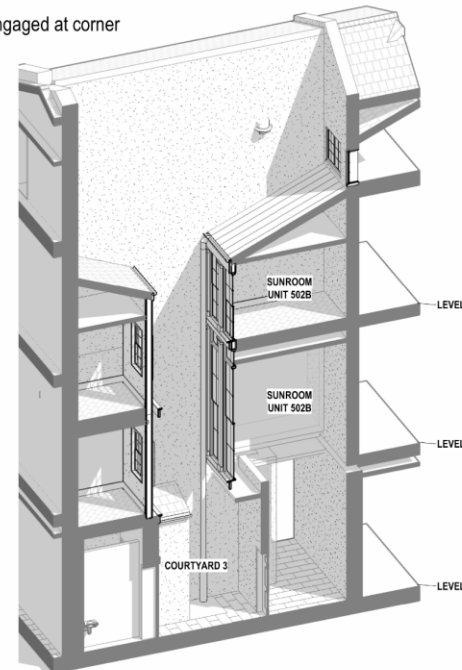 ngaged at corner
SUNROOM
UNIT 502B
LEVEL
SUNROOM
UNIT 502B
LEVEL
COURTYARD 3
LEVEL